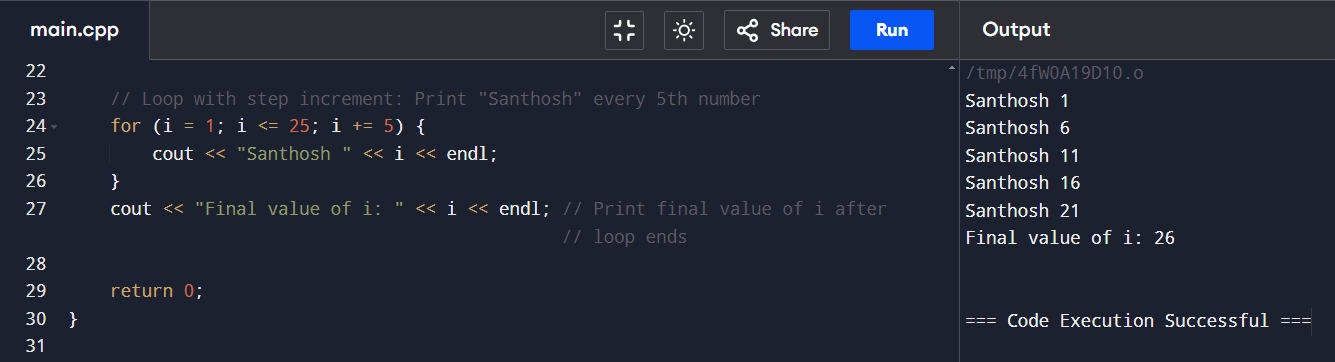 main.cpp
Share
Run
Output
22
23     // Loop with step increment: Print "Santhosh" every 5th number
24     for (i = 1; i <= 25; i += 5) {
25         cout << "Santhosh " << i << endl;
26     }
27     cout << "Final value of i: " << i << endl; // Print final value of i after
// loop ends
28
29     return 0;
30 }
31
/tmp/4fW0A19D1O.o
Santhosh 1
Santhosh 6
Santhosh 11
Santhosh 16
Santhosh 21
Final value of i: 26
=== Code Execution Successful ===